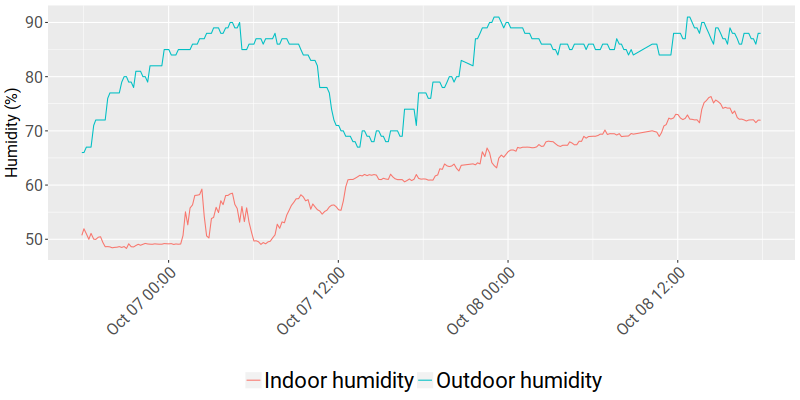 Humidity (%)
90
80
70
60
50
Oct 07 00:00
Oct 07 12:00
Oct 08 00:00
Oct 08 12:00
Indoor humidity
Outdoor humidity